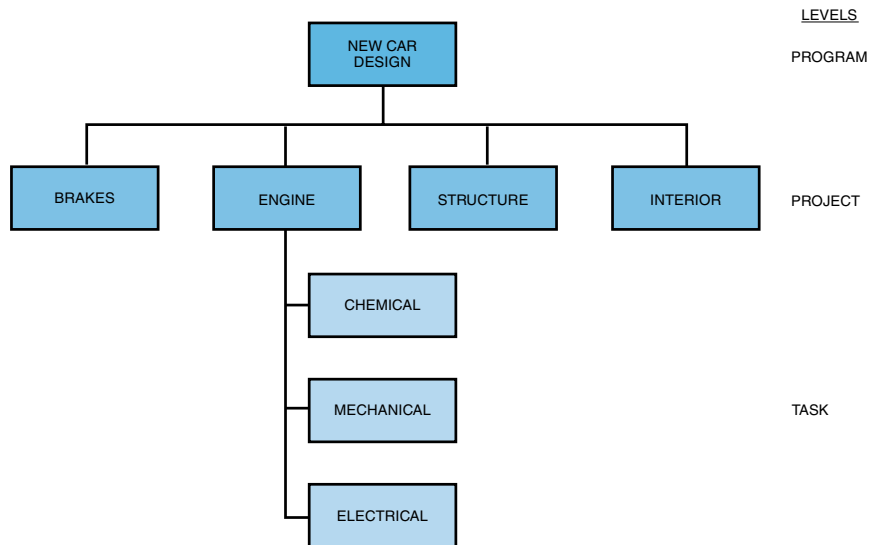 LEVELS
NEW CAR
DESIGN
PROGRAM
BRAKES
ENGINE
STRUCTURE
INTERIOR
PROJECT
CHEMICAL
MECHANICAL
TASK
ELECTRICAL